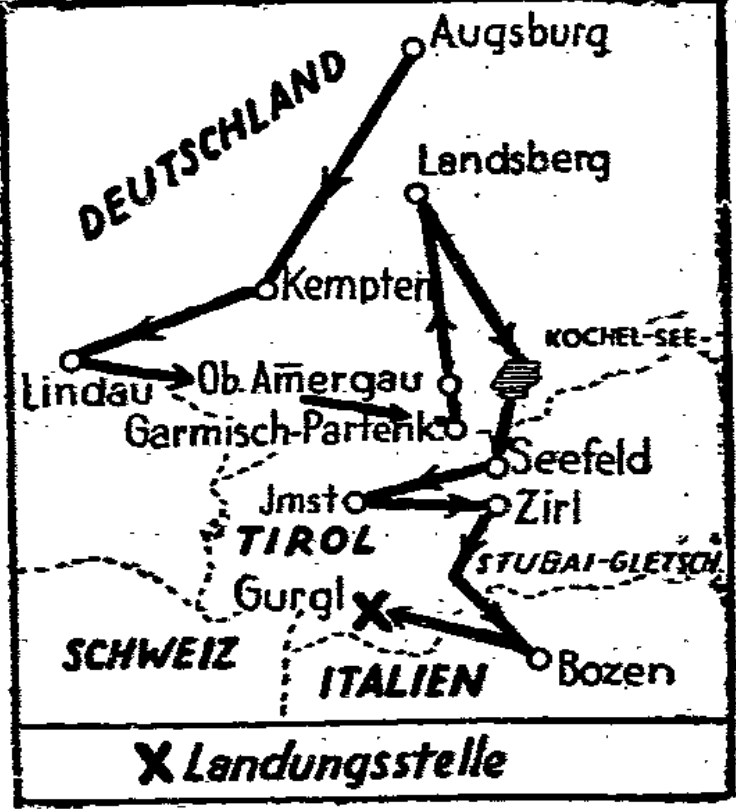 Augsburg
DEUTSCHLAND
Landsberg
Kempten
KOCHEL-SEE
Lindau
Ob. Amergau
Garmisch-Partenk.
Seefeld
Jmst
Zirl
TIROL
STUBAI-GLETSCH.
Gurgl X
SCHWEIZ
ITALIEN
Bozen
X Landungsstelle